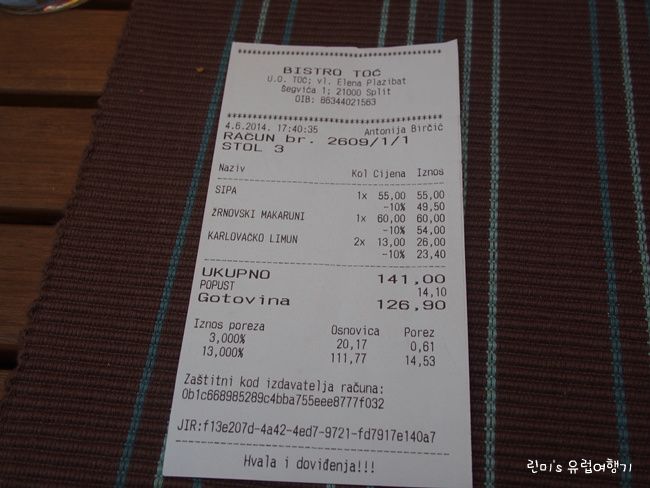 ****************************************
BISTRO TOĆ
U.O. TOĆ; vl. Elena Plazibat
Šegvića 1; 21000 Split
OIB: 86344021563
****************************************
4.6.2014. 17:40:35 Antonija Birčić
RAČUN br. 2609/1/1
STOL 3
Naziv Kol Cijena Iznos
SIPA 1x 55,00 55,00
-10% 49,50
ŽRNOVSKI MAKARUNI 1x 60,00 60,00
-10% 54,00
KARLOVAČKO LIMUN 2x 13,00 26,00
-10% 23,40
UKUPNO 141,00
POPUST 14,10
Gotovina 126,90
Iznos poreza Osnovica Porez
3,000% 20,17 0,61
13,000% 111,77 14,53
Zaštitni kod izdavatelja računa:
0b1c668985289c4bba755eee8777f032
JIR:f13e207d-4a42-4ed7-9721-fd7917e140a7
Hvala i doviđenja!!!
린미's 유럽여행기